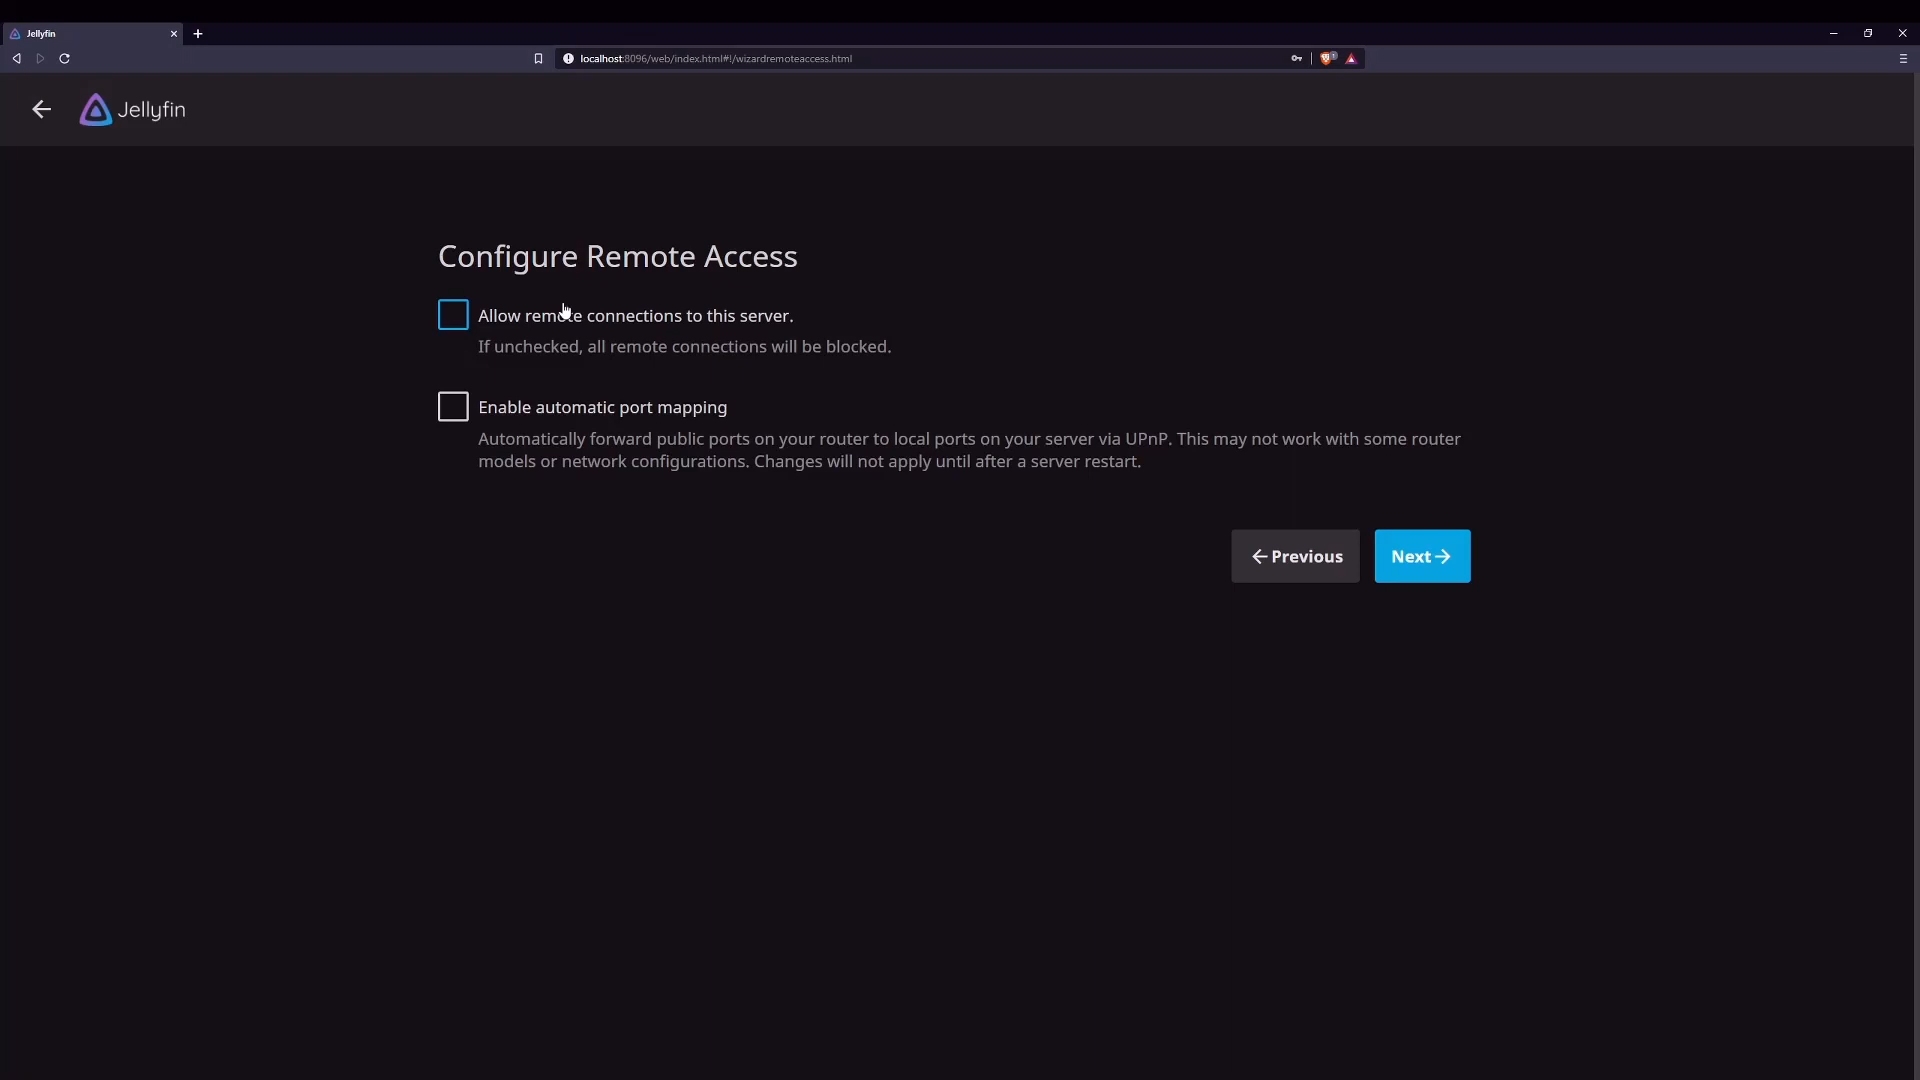 Jellyfin
localhost:8096/web/index.html#!/wizardremoteaccess.html
Jellyfin
Configure Remote Access
Allow remote connections to this server.
If unchecked, all remote connections will be blocked.
Enable automatic port mapping
Automatically forward public ports on your router to local ports on your server via UPnP. This may not work with some router
models or network configurations. Changes will not apply until after a server restart.
Previous
Next